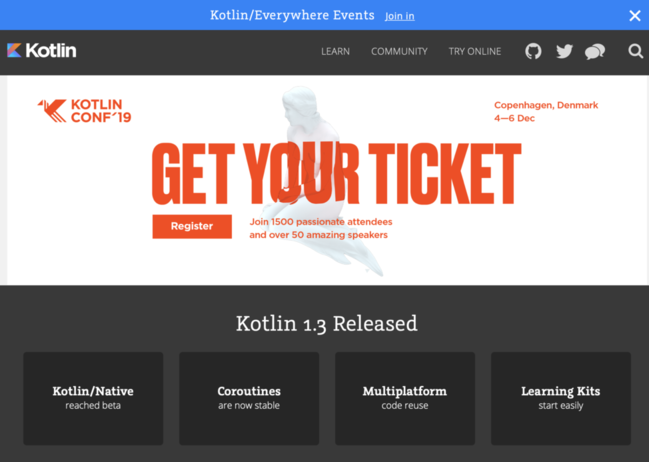 Kotlin/Everywhere Events Join in
Kotlin
LEARN COMMUNITY TRY ONLINE
KOTLIN
CONF'19
Copenhagen, Denmark
4—6 Dec
GET YOUR TICKET
Register
Join 1500 passionate attendees
and over 50 amazing speakers
Kotlin 1.3 Released
Kotlin/Native
reached beta
Coroutines
are now stable
Multiplatform
code reuse
Learning Kits
start easily